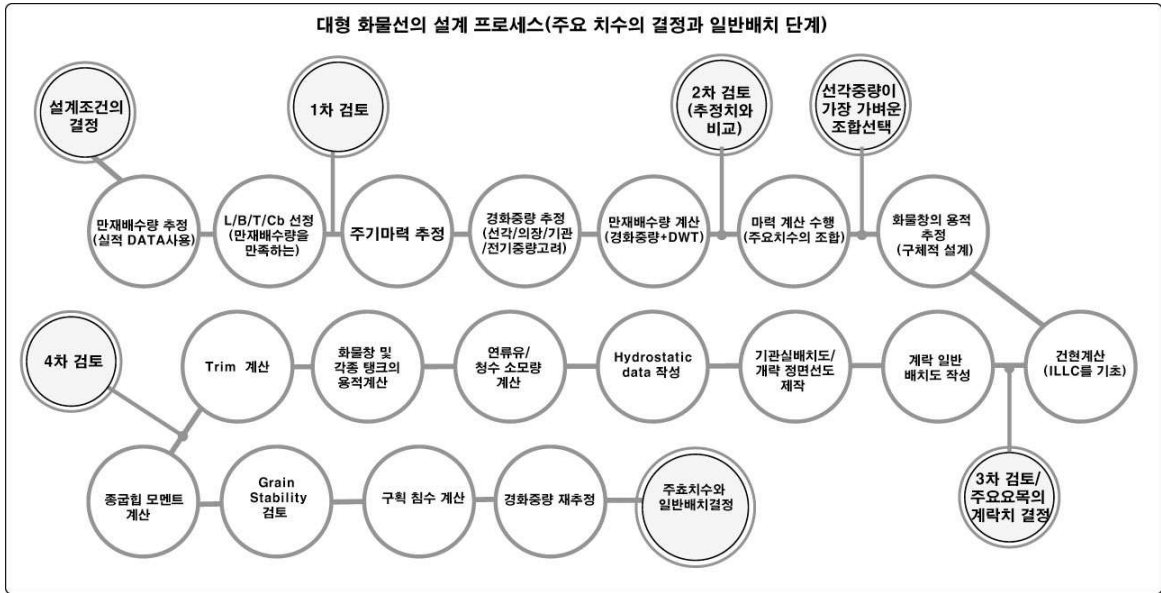 대형 화물선의 설계 프로세스(주요 치수의 결정과 일반배치 단계)
설계조건의
결정
1차 검토
2차 검토
(추정치와
비교)
선각중량이
가장 가벼운
조합선택
만재배수량 추정
(실적 DATA사용)
L/B/T/Cb 선정
(만재배수량을
만족하는)
주기마력 추정
경화중량 추정
(선각/의장/기관
/전기중량고려)
만재배수량 계산
(경화중량+DWT)
마력 계산 수행
(주요치수의 조합)
화물창의 용적
추정
(구체적 설계)
4차 검토
Trim 계산
화물창 및
각종 탱크의
용적계산
연류유/
청수 소모량
계산
Hydrostatic
data 작성
기관실배치도/
개략 정면선도
제작
계략 일반
배치도 작성
건현계산
(ILLC를 기초)
종굽힙 모멘트
계산
Grain
Stability
검토
구획 침수 계산
경화중량 재추정
주효치수와
일반배치결정
3차 검토/
주요요목의
계략치 결정